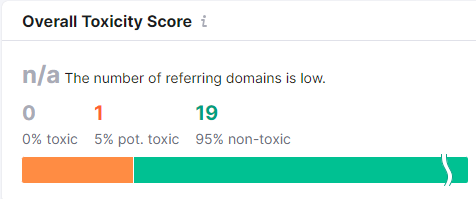 Overall Toxicity Score i
n/a The number of referring domains is low.
0 1 19
0% toxic 5% pot. toxic 95% non-toxic